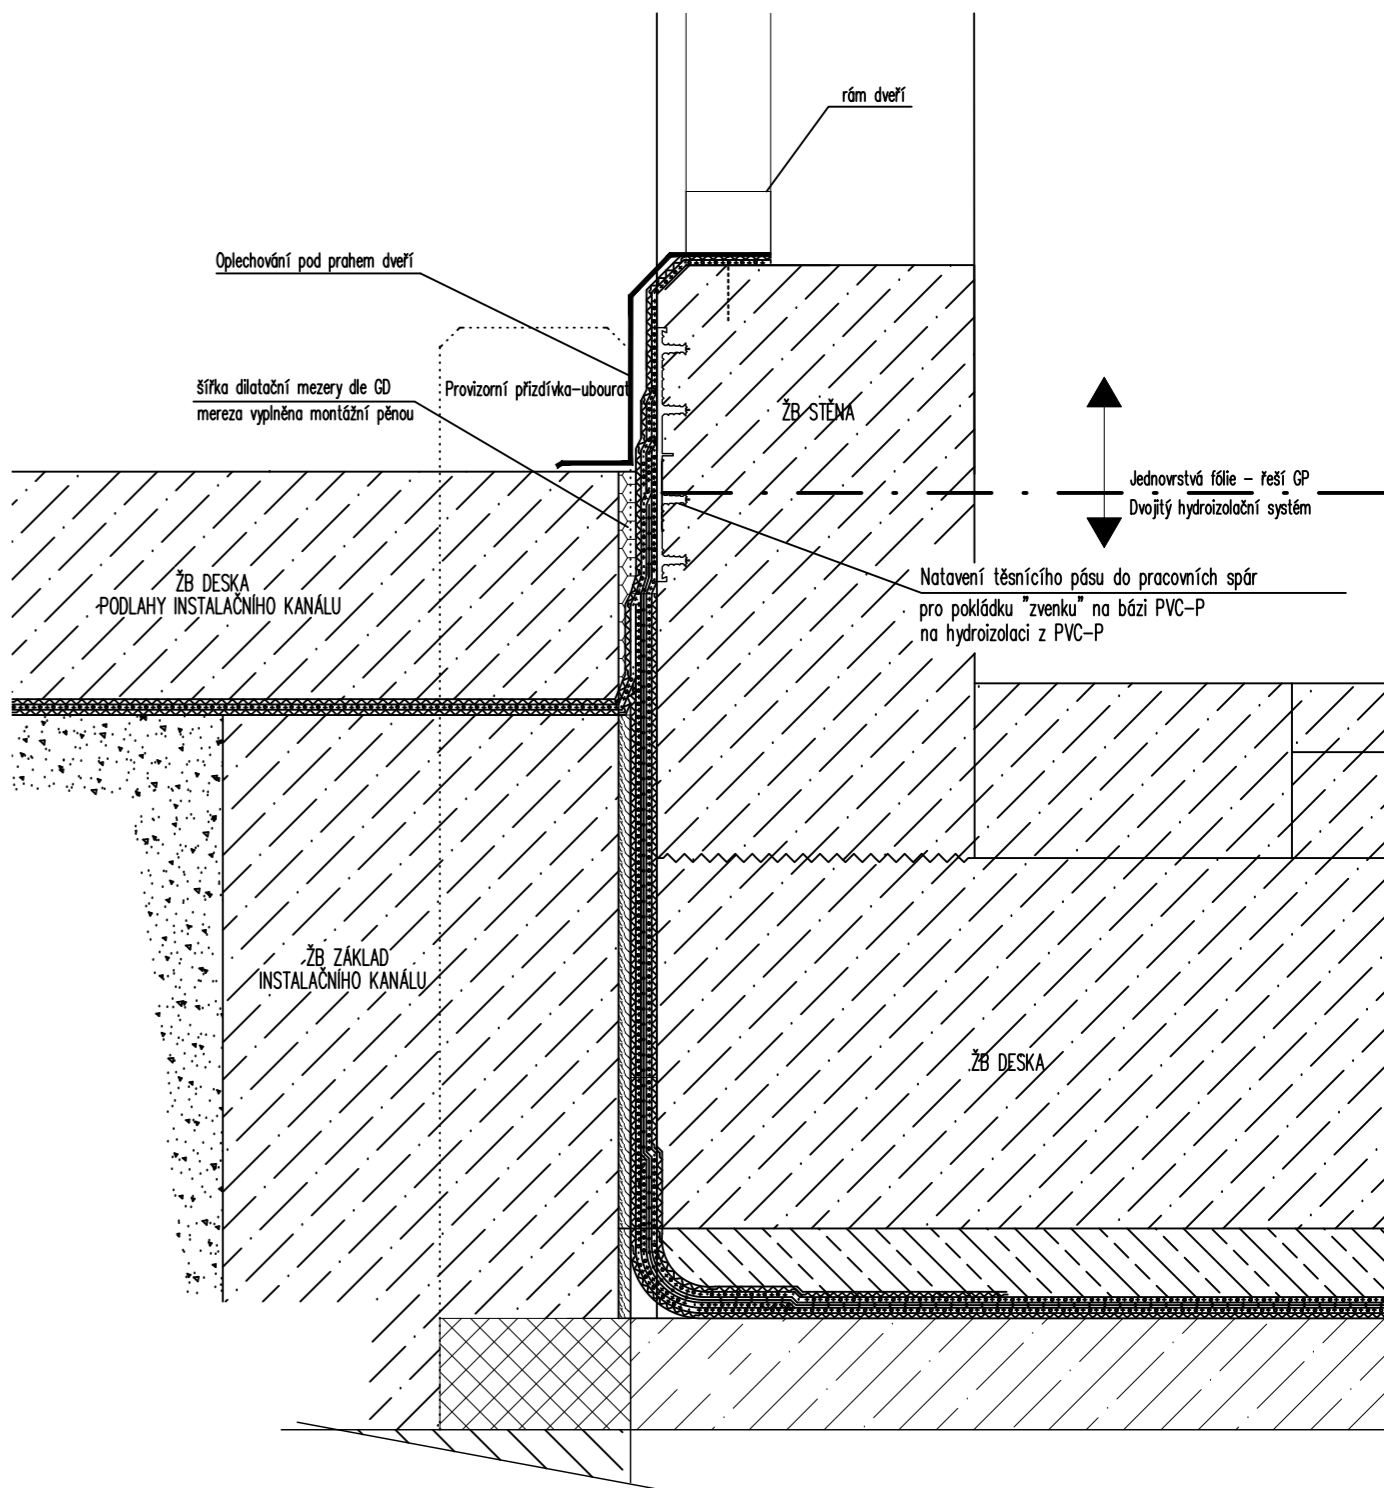 rám dveří
Oplechování pod prahem dveří
šířka dilatační mezery dle GD
mereza vyplněna montážní pěnou
Provizorní přizdívka-ubourat
ŽB STĚNA
Jednovrstvá fólie – řeší GP
Dvojitý hydroizolační systém
Natavení těsnícího pásu do pracovních spár
pro pokládku "zvenku" na bázi PVC-P
na hydroizolaci z PVC-P
ŽB DESKA
PODLAHY INSTALAČNÍHO KANÁLU
ŽB ZÁKLAD
INSTALAČNÍHO KANÁLU
ŽB DESKA